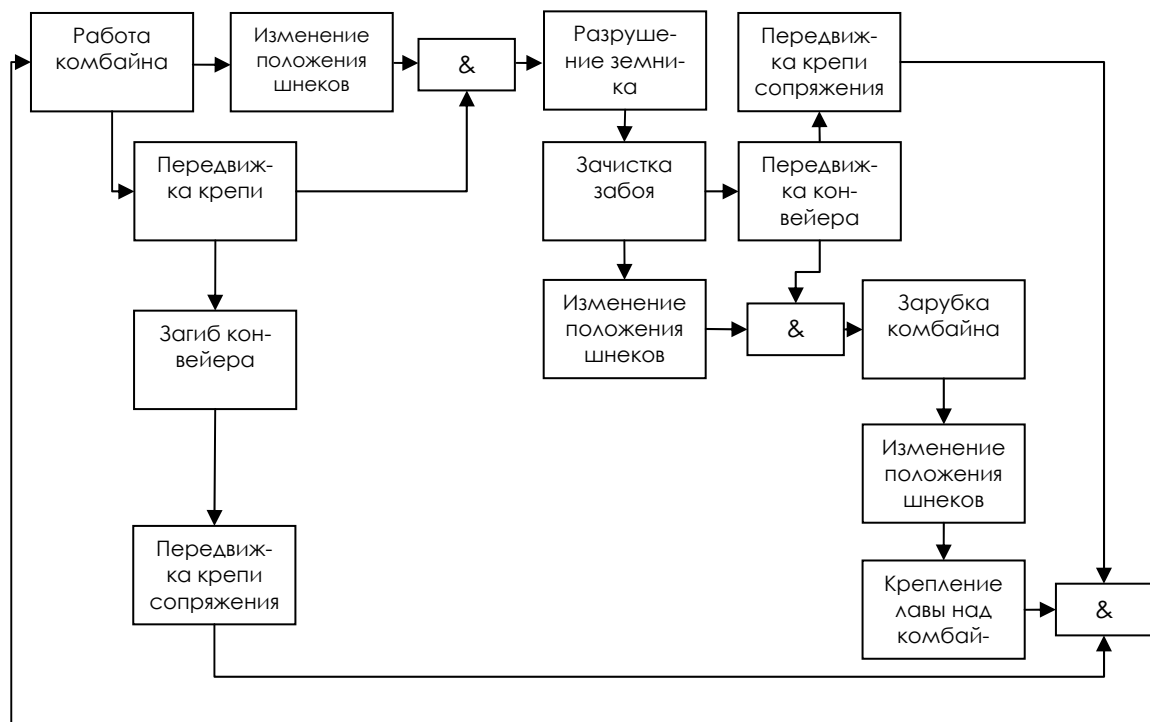 Работа
комбайна
Изменение
положения
шнеков
&
Разруше-
ние земни-
ка
Передвиж-
ка крепи
сопряжения
Передвиж-
ка крепи
Зачистка
забоя
Передвиж-
ка кон-
вейера
Загиб кон-
вейера
Изменение
положения
шнеков
&
Зарубка
комбайна
Изменение
положения
шнеков
Передвиж-
ка крепи
сопряжения
Крепление
лавы над
комбай-
&